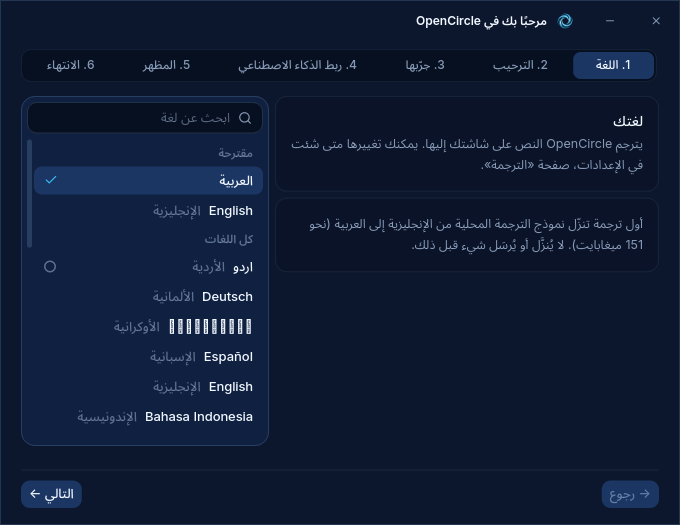 مرحبًا بك في OpenCircle
1. اللغة
2. الترحيب
3. جرّبها
4. ربط الذكاء الاصطناعي
5. المظهر
6. الانتهاء
لغتك
يترجم OpenCircle النص على شاشتك إليها. يمكنك تغييرها متى شئت
في الإعدادات، صفحة «الترجمة».
أول ترجمة تنزّل نموذج الترجمة المحلية من الإنجليزية إلى العربية (نحو
151 ميغابايت). لا يُنزَّل أو يُرسَل شيء قبل ذلك.
ابحث عن لغة
مقترحة
العربية
English الإنجليزية
كل اللغات
اردو الأردية
Deutsch الألمانية
الأوكرانية
Español الإسبانية
English الإنجليزية
Bahasa Indonesia الإندونيسية
→ رجوع
التالي ←